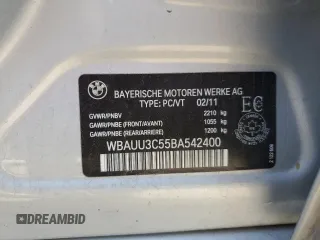 BAYERISCHE MOTOREN WERKE AG
TYPE: PC/VT 02/11
EC
GVWR/PNBV 2210 kg
GAWR/PNBE (FRONT/AVANT) 1055 kg
GAWR/PNBE (REAR/ARRIERE) 1200 kg
WBAUU3C55BA542400
DREAMBID